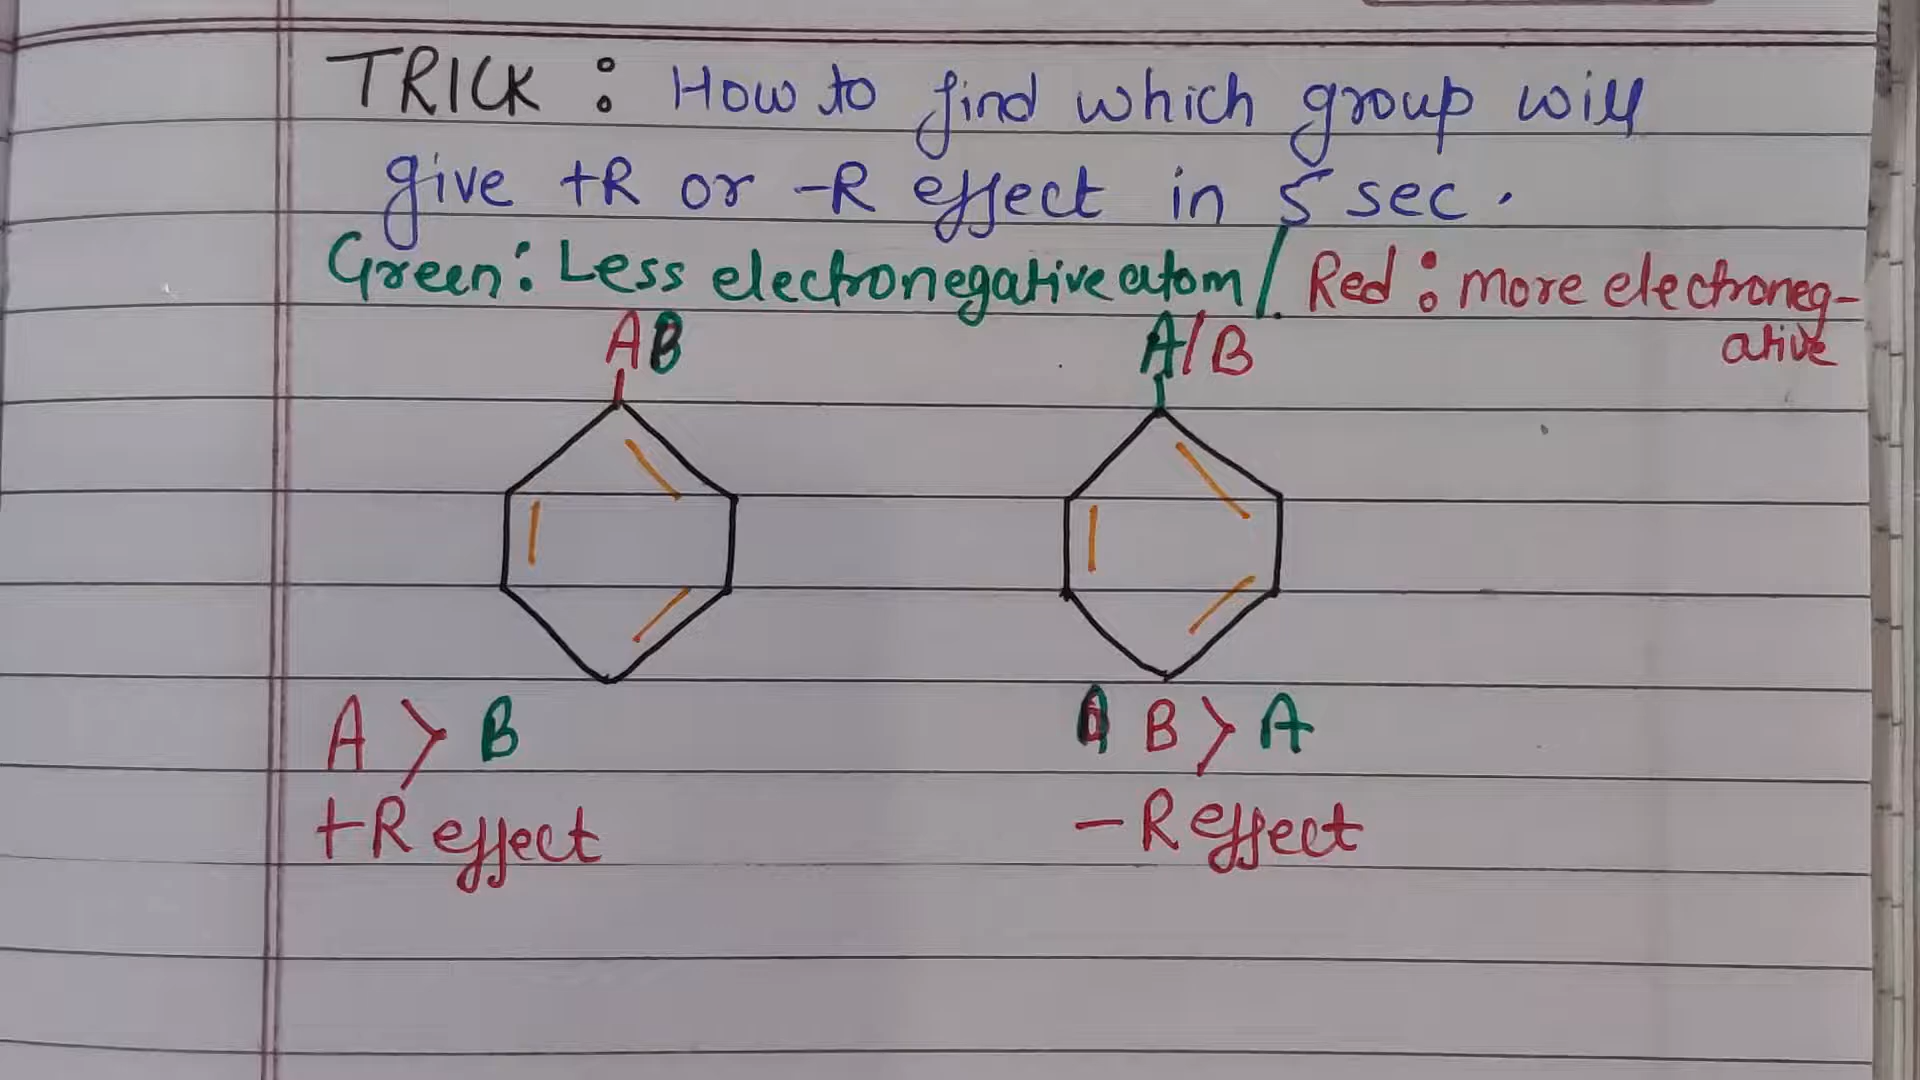 TRICK : How to find which group will
give +R or -R effect in 5 sec.
Green: Less electronegative atom / Red: more electroneg-
ative
AB
A/B
A > B
B > A
+R effect
- R effect